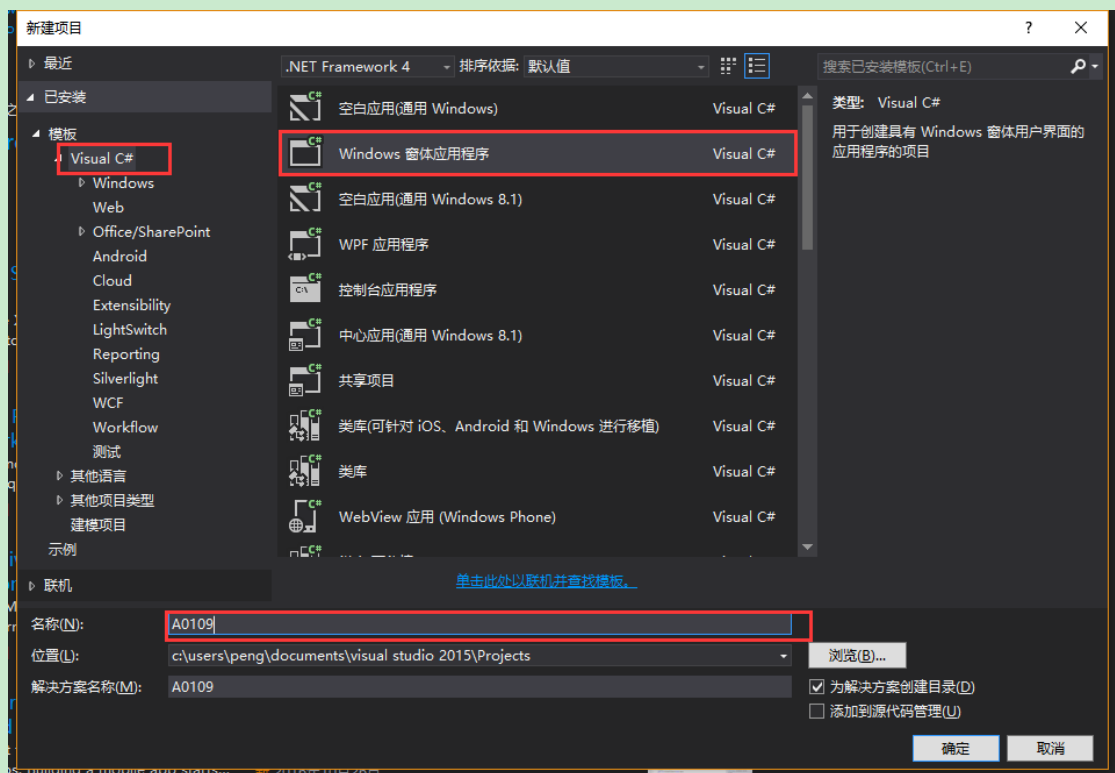 新建项目
最近
.NET Framework 4 排序依据: 默认值
搜索已安装模板(Ctrl+E)
已安装
模板
Visual C#
Windows
Web
Office/SharePoint
Android
Cloud
Extensibility
LightSwitch
Reporting
Silverlight
WCF
Workflow
测试
其他语言
其他项目类型
建模项目
示例
联机
空白应用(通用 Windows) Visual C#
Windows 窗体应用程序 Visual C#
空白应用(通用 Windows 8.1) Visual C#
WPF 应用程序 Visual C#
控制台应用程序 Visual C#
中心应用(通用 Windows 8.1) Visual C#
共享项目 Visual C#
类库(可针对 iOS、Android 和 Windows 进行移植) Visual C#
类库 Visual C#
WebView 应用 (Windows Phone) Visual C#
单击此处以联机并查找模板。
类型: Visual C#
用于创建具有 Windows 窗体用户界面的
应用程序的项目
名称(N): A0109
位置(L): c:\users\peng\documents\visual studio 2015\Projects
浏览(B)...
解决方案名称(M): A0109
为解决方案创建目录(D)
添加到源代码管理(U)
确定 取消